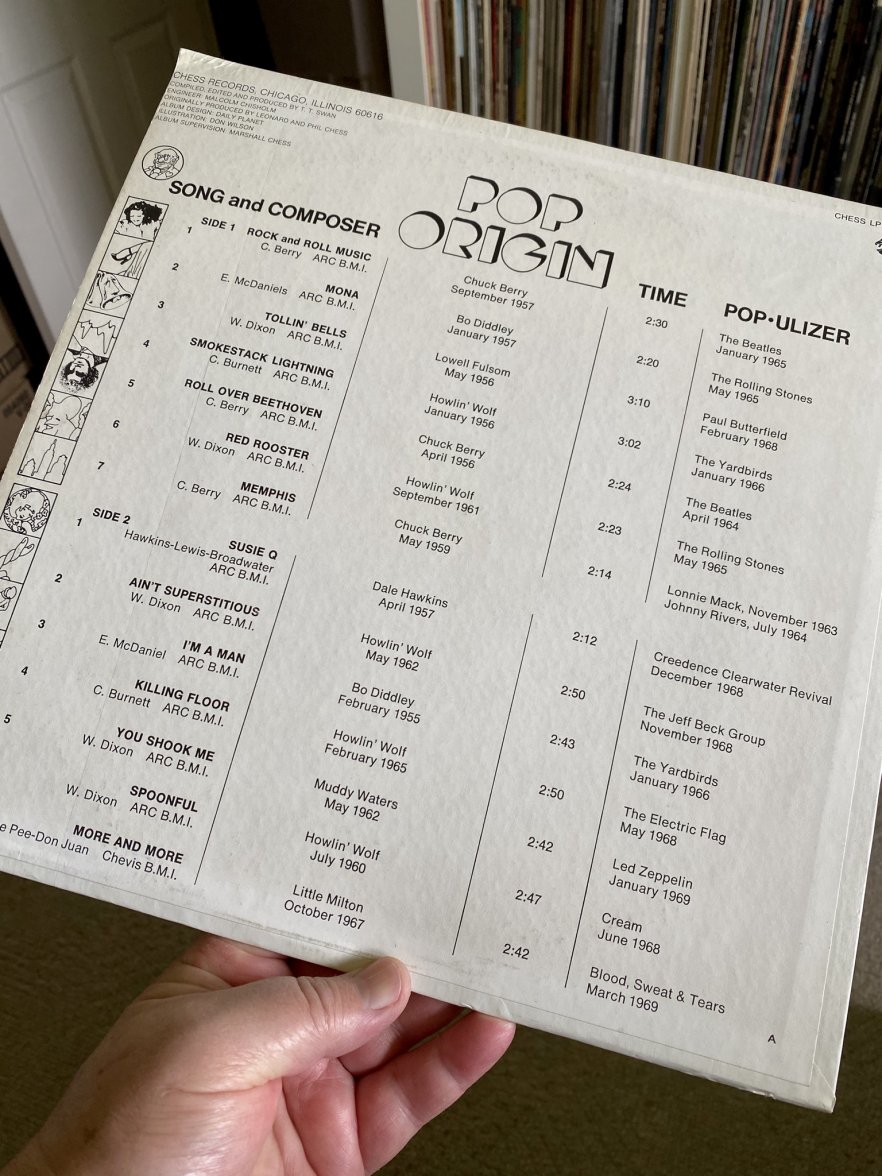 CHESS RECORDS, CHICAGO, ILLINOIS 60616
COMPILED, EDITED AND PRODUCED BY T. T. SWAN
ENGINEER: MALCOLM CHISHOLM
ORIGINALLY PRODUCED BY LEONARD AND PHIL CHESS
ALBUM DESIGN: DAILY PLANET
ILLUSTRATION: DON WILSON
ALBUM SUPERVISION: MARSHALL CHESS
CHESS LP
POP
ORIGIN
SONG and COMPOSER
TIME
POP•ULIZER
SIDE 1
1 ROCK and ROLL MUSIC
C. Berry ARC B.M.I.
Chuck Berry
September 1957
2:30
The Beatles
January 1965
2 MONA
E. McDaniels ARC B.M.I.
Bo Diddley
January 1957
2:20
The Rolling Stones
May 1965
3 TOLLIN' BELLS
W. Dixon ARC B.M.I.
Lowell Fulsom
May 1956
3:10
Paul Butterfield
February 1968
4 SMOKESTACK LIGHTNING
C. Burnett ARC B.M.I.
Howlin' Wolf
January 1956
3:02
The Yardbirds
January 1966
5 ROLL OVER BEETHOVEN
C. Berry ARC B.M.I.
Chuck Berry
April 1956
2:24
The Beatles
April 1964
6 RED ROOSTER
W. Dixon ARC B.M.I.
Howlin' Wolf
September 1961
2:23
The Rolling Stones
May 1965
7 MEMPHIS
C. Berry ARC B.M.I.
Chuck Berry
May 1959
2:14
Lonnie Mack, November 1963
Johnny Rivers, July 1964
SIDE 2
1 SUSIE Q
Hawkins-Lewis-Broadwater
ARC B.M.I.
Dale Hawkins
April 1957
2:12
Creedence Clearwater Revival
December 1968
2 AIN'T SUPERSTITIOUS
W. Dixon ARC B.M.I.
Howlin' Wolf
May 1962
2:50
The Jeff Beck Group
November 1968
3 I'M A MAN
E. McDaniel ARC B.M.I.
Bo Diddley
February 1955
2:43
The Yardbirds
January 1966
4 KILLING FLOOR
C. Burnett ARC B.M.I.
Howlin' Wolf
February 1965
2:50
The Electric Flag
May 1968
5 YOU SHOOK ME
W. Dixon ARC B.M.I.
Muddy Waters
May 1962
2:42
Led Zeppelin
January 1969
SPOONFUL
W. Dixon ARC B.M.I.
Howlin' Wolf
July 1960
2:47
Cream
June 1968
MORE AND MORE
e Pee-Don Juan Chevis B.M.I.
Little Milton
October 1967
2:42
Blood, Sweat & Tears
March 1969
A